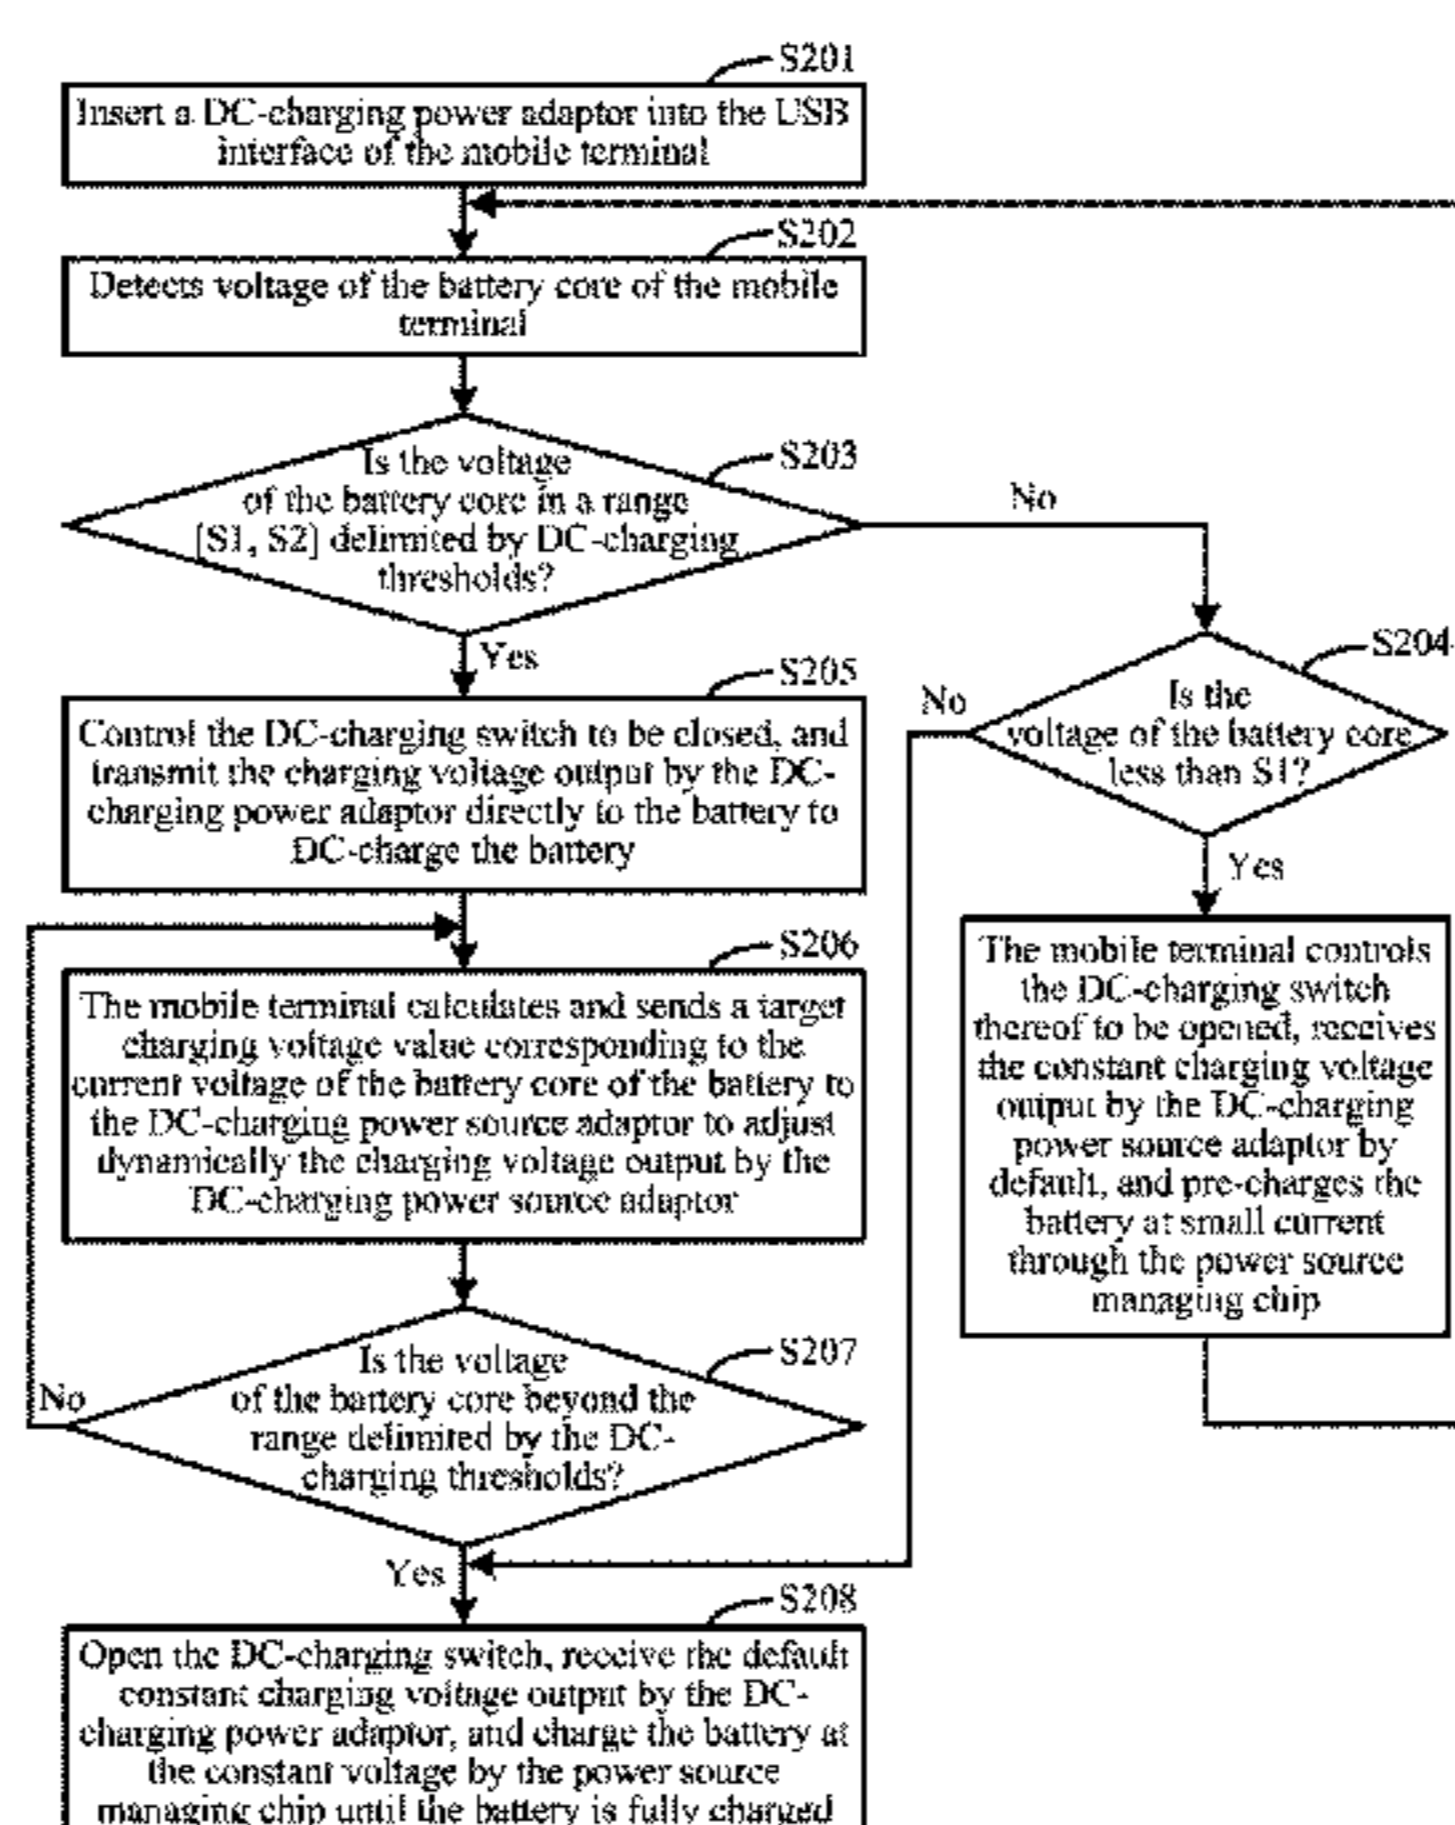 S201
Insert a DC-charging power adaptor into the USB
interface of the mobile terminal
S202
Detects voltage of the battery core of the mobile
terminal
S203
Is the voltage
of the battery core in a range
[S1, S2] delimited by DC-charging
thresholds?
No
Yes
S204
Is the
voltage of the battery core
less than S1?
No
Yes
S205
Control the DC-charging switch to be closed, and
transmit the charging voltage output by the DC-
charging power adaptor directly to the battery to
DC-charge the battery
The mobile terminal controls
the DC-charging switch
thereof to be opened, receives
the constant charging voltage
output by the DC-charging
power source adaptor by
default, and pre-charges the
battery at small current
through the power source
managing chip
S206
The mobile terminal calculates and sends a target
charging voltage value corresponding to the
current voltage of the battery core of the battery to
the DC-charging power source adaptor to adjust
dynamically the charging voltage output by the
DC-charging power source adaptor
S207
Is the voltage
of the battery core beyond the
range delimited by the DC-
charging thresholds?
No
Yes
S208
Open the DC-charging switch, receive the default
constant charging voltage output by the DC-
charging power adaptor, and charge the battery at
the constant voltage by the power source
managing chip until the battery is fully charged